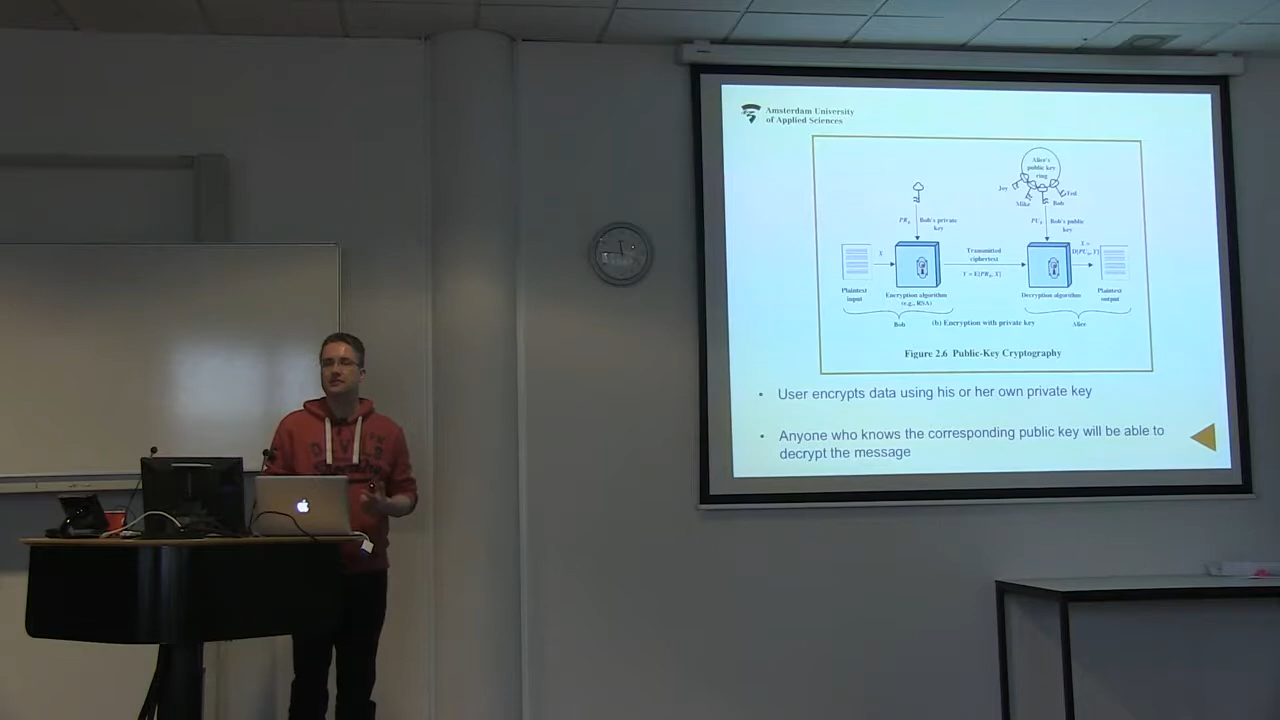 Amsterdam University
of Applied Sciences
Alice's
public key
ring
Joy
Ted
Mike
Bob
Bob's private
key
Bob's public
key
X
Transmitted
ciphertext
Plaintext
input
Encryption algorithm
(e.g., RSA)
Decryption algorithm
Plaintext
output
Bob
(b) Encryption with private key
Alice
Figure 2.6 Public-Key Cryptography
• User encrypts data using his or her own private key
• Anyone who knows the corresponding public key will be able to
decrypt the message